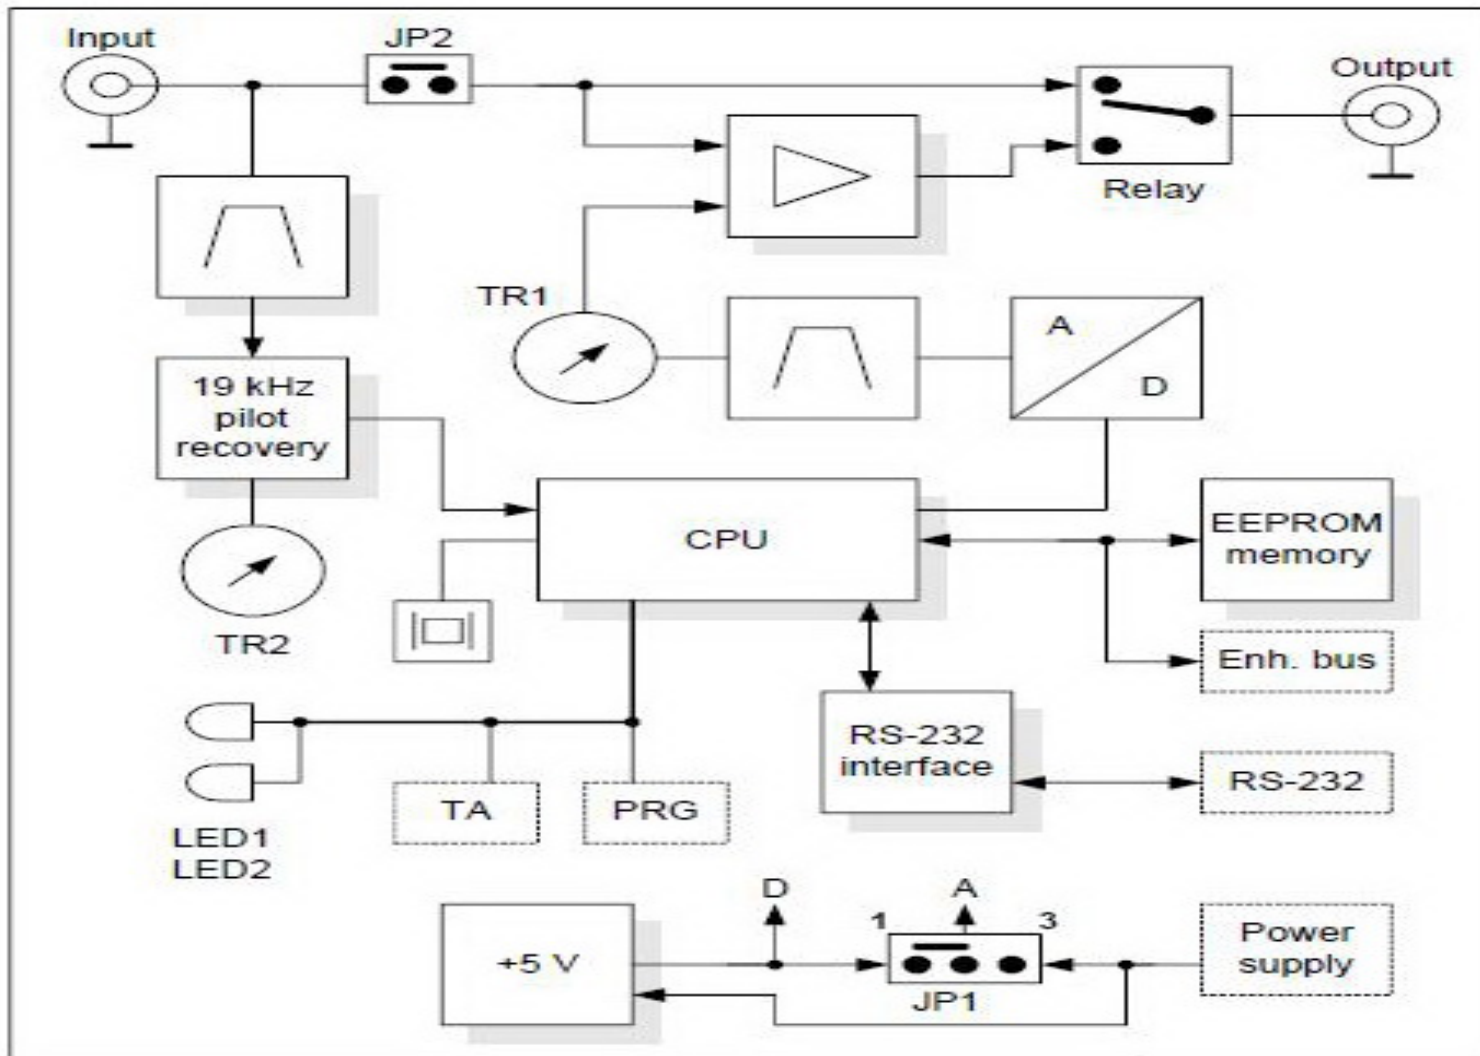 Input
JP2
Output
Relay
TR1
A
D
19 kHz
pilot
recovery
CPU
EEPROM
memory
TR2
Enh. bus
RS-232
interface
RS-232
TA
PRG
LED1
LED2
D
A
1
3
+5 V
JP1
Power
supply